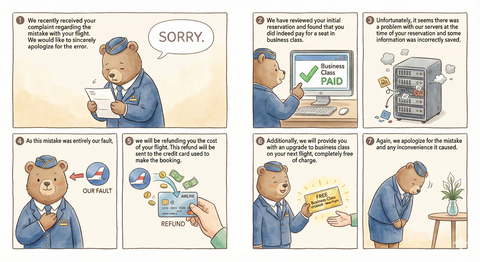 1 We recently received your
complaint regarding the
mistake with your flight.
We would like to sincerely
apologize for the error.
SORRY.
2 We have reviewed your initial
reservation and found that you
did indeed pay for a seat in
business class.
Business
Class
PAID
3 Unfortunately, it seems there was
a problem with our servers at
the time of your reservation and
some information was
incorrectly saved.
4 As this mistake was entirely our fault,
OUR FAULT
5 we will be refunding you the cost
of your flight. This refund will
be sent to the credit card used to
make the booking.
AIRLINE
REFUND
6 Additionally, we will provide you
with an upgrade to business class
on your next flight, completely free
of charge.
FREE
Business Class
7 Again, we apologize for the mistake
and any inconvenience it caused.